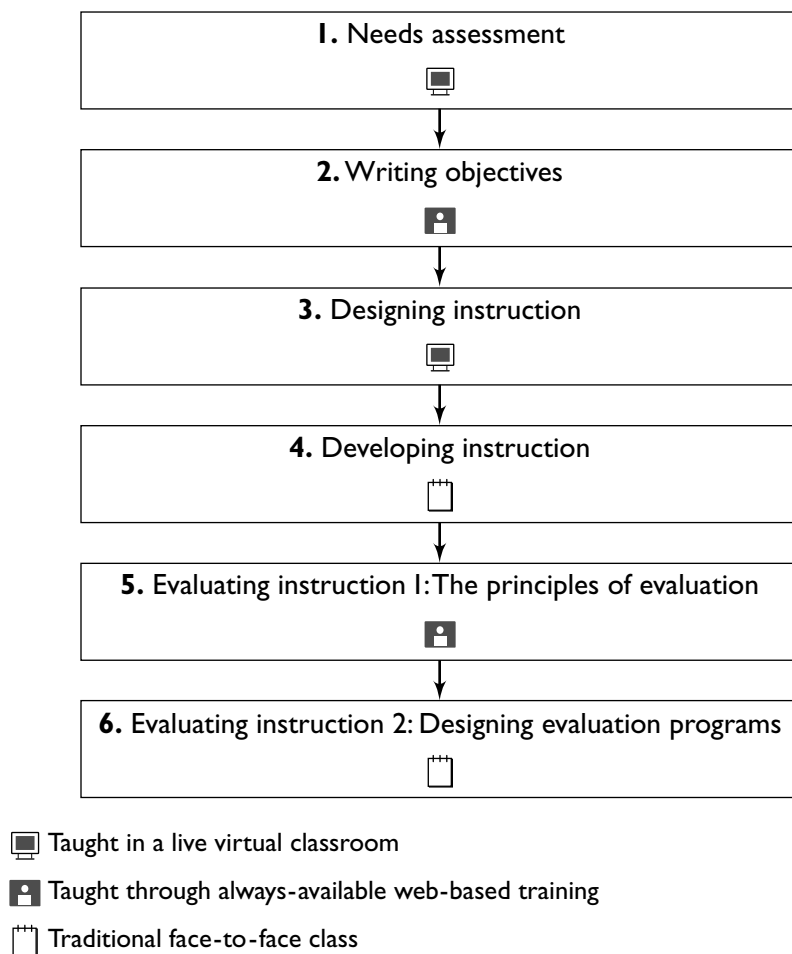 1. Needs assessment
2. Writing objectives
3. Designing instruction
4. Developing instruction
5. Evaluating instruction 1: The principles of evaluation
6. Evaluating instruction 2: Designing evaluation programs
Taught in a live virtual classroom
Taught through always-available web-based training
Traditional face-to-face class